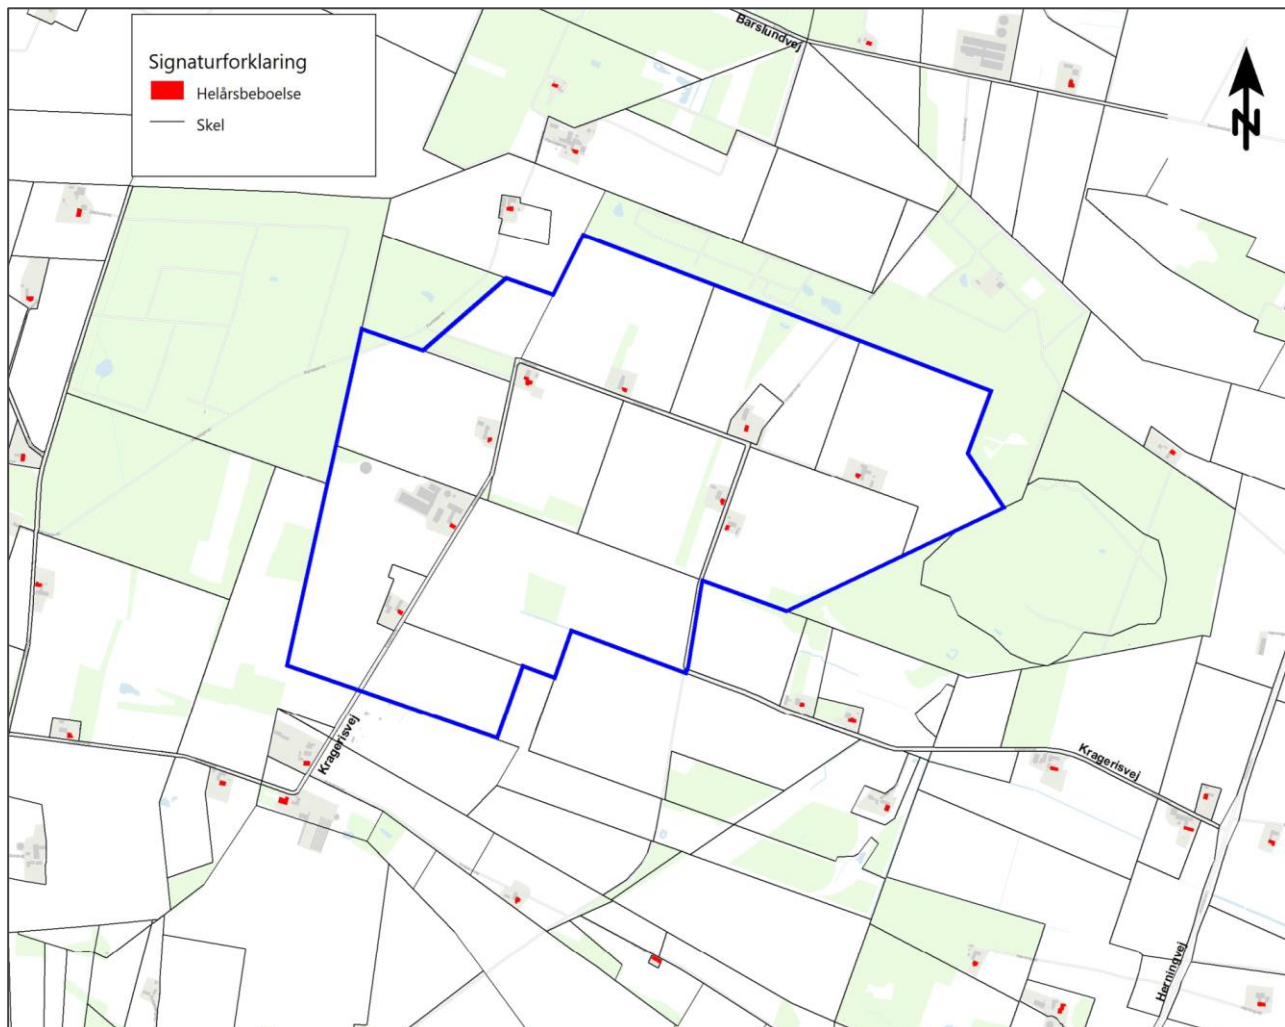 Barslundvej
Signaturforklaring
Helårsbeboelse
Skel
N
Kragerisvej
Kragerisvej
Herningvej